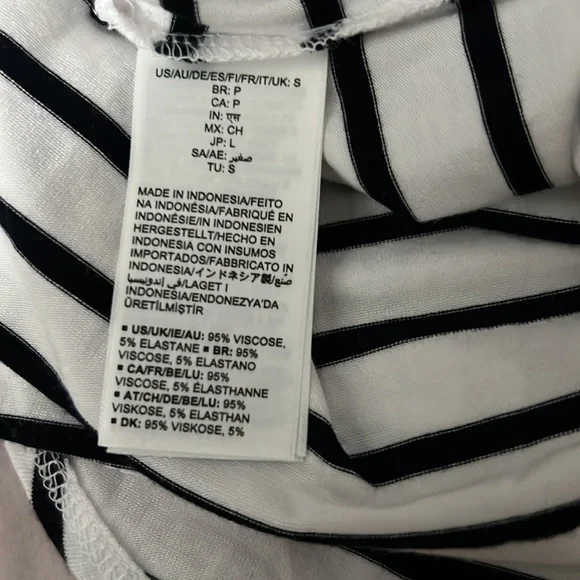 US/AU/DE/ES/FI/FR/IT/UK: S
BR: P
CA: P
IN: एस
MX: CH
JP: L
SA/AE: صغير
TU: S
MADE IN INDONESIA/FEITO
NA INDONÉSIA/FABRIQUÉ EN
INDONÉSIE/IN INDONESIEN
HERGESTELLT/HECHO EN
INDONESIA CON INSUMOS
IMPORTADOS/FABBRICATO IN
INDONESIA/インドネシア製/صنع
في إندونيسيا/LAGET I
INDONESIA/ENDONEZYA'DA
ÜRETİLMİŞTİR
■ US/UK/IE/AU: 95% VISCOSE,
5% ELASTANE ■ BR: 95%
VISCOSE, 5% ELASTANO
■ CA/FR/BE/LU: 95%
VISCOSE, 5% ÉLASTHANNE
■ AT/CH/DE/BE/LU: 95%
VISKOSE, 5% ELASTHAN
■ DK: 95% VISKOSE, 5%